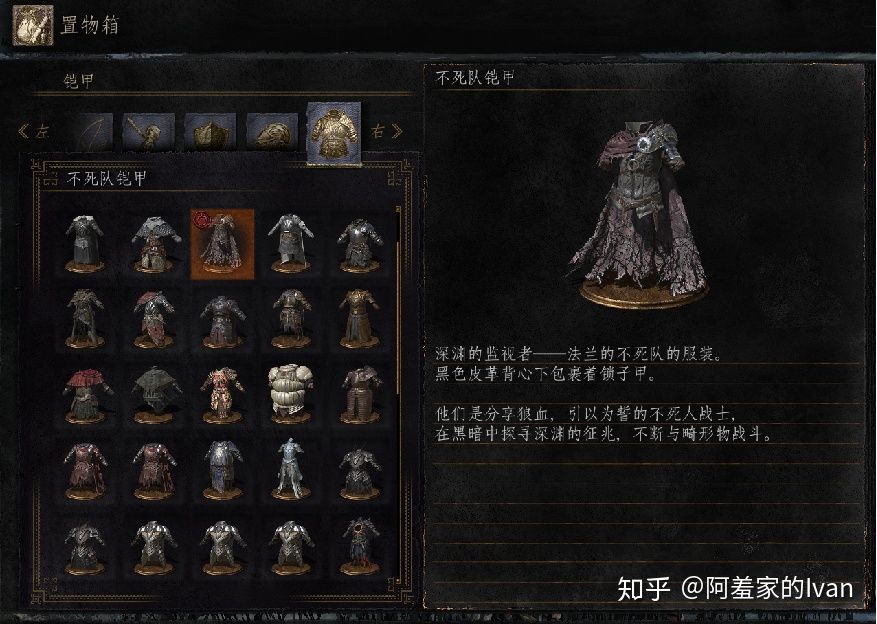 置物箱
铠甲
左
右
不死队铠甲
不死队铠甲
深渊的监视者——法兰的不死队的服装。
黑色皮革背心下包裹着锁子甲。
他们是分享狼血，引以为誓的不死人战士，
在黑暗中探寻深渊的征兆，不断与畸形物战斗。
知乎 @阿羞家的Ivan